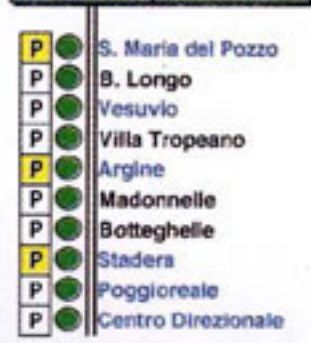 P S. Maria del Pozzo
P B. Longo
P Vesuvio
P Villa Tropeano
P Argine
P Madonnelle
P Botteghelle
P Stadera
P Poggioreale
P Centro Direzionale